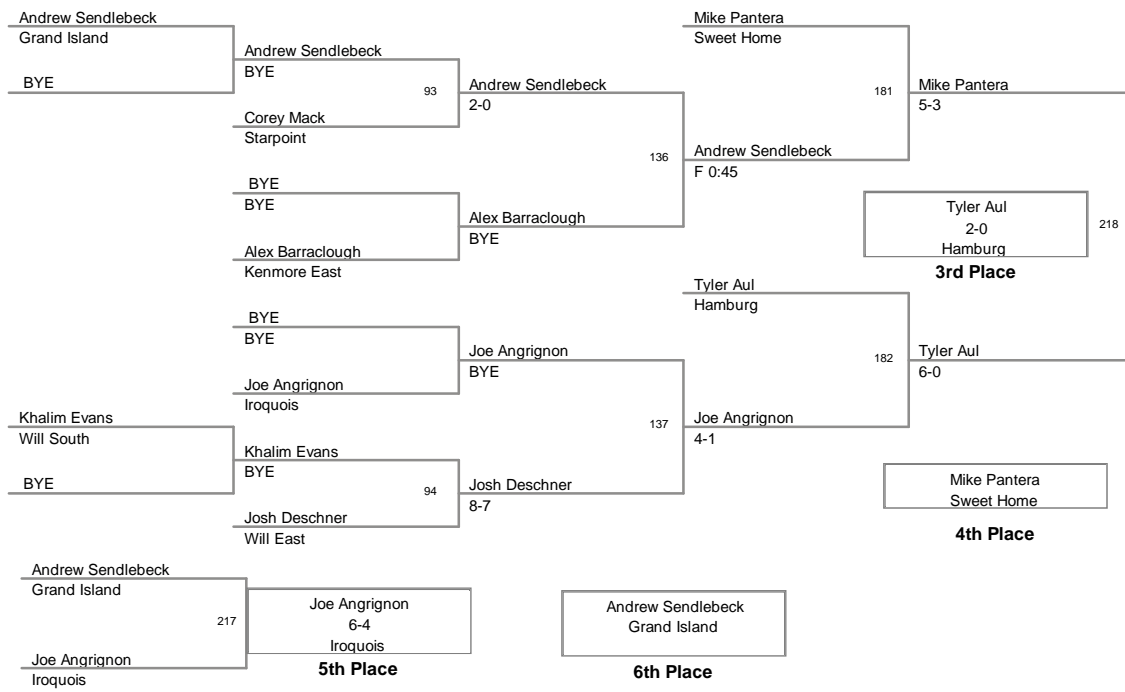 Andrew Sendlebeck
Grand Island
BYE
Andrew Sendlebeck
BYE
93
Corey Mack
Starpoint
Andrew Sendlebeck
2-0
BYE
BYE
Alex Barraclough
Kenmore East
Alex Barraclough
BYE
136
Mike Pantera
Sweet Home
Andrew Sendlebeck
F 0:45
181
Mike Pantera
5-3
Tyler Aul
2-0
Hamburg
218
3rd Place
BYE
BYE
Joe Angrignon
Iroquois
Joe Angrignon
BYE
Khalim Evans
Will South
BYE
Khalim Evans
BYE
94
Josh Deschner
Will East
Josh Deschner
8-7
137
Tyler Aul
Hamburg
Joe Angrignon
4-1
182
Tyler Aul
6-0
Mike Pantera
Sweet Home
4th Place
Andrew Sendlebeck
Grand Island
217
Joe Angrignon
Iroquois
Joe Angrignon
6-4
Iroquois
5th Place
Andrew Sendlebeck
Grand Island
6th Place